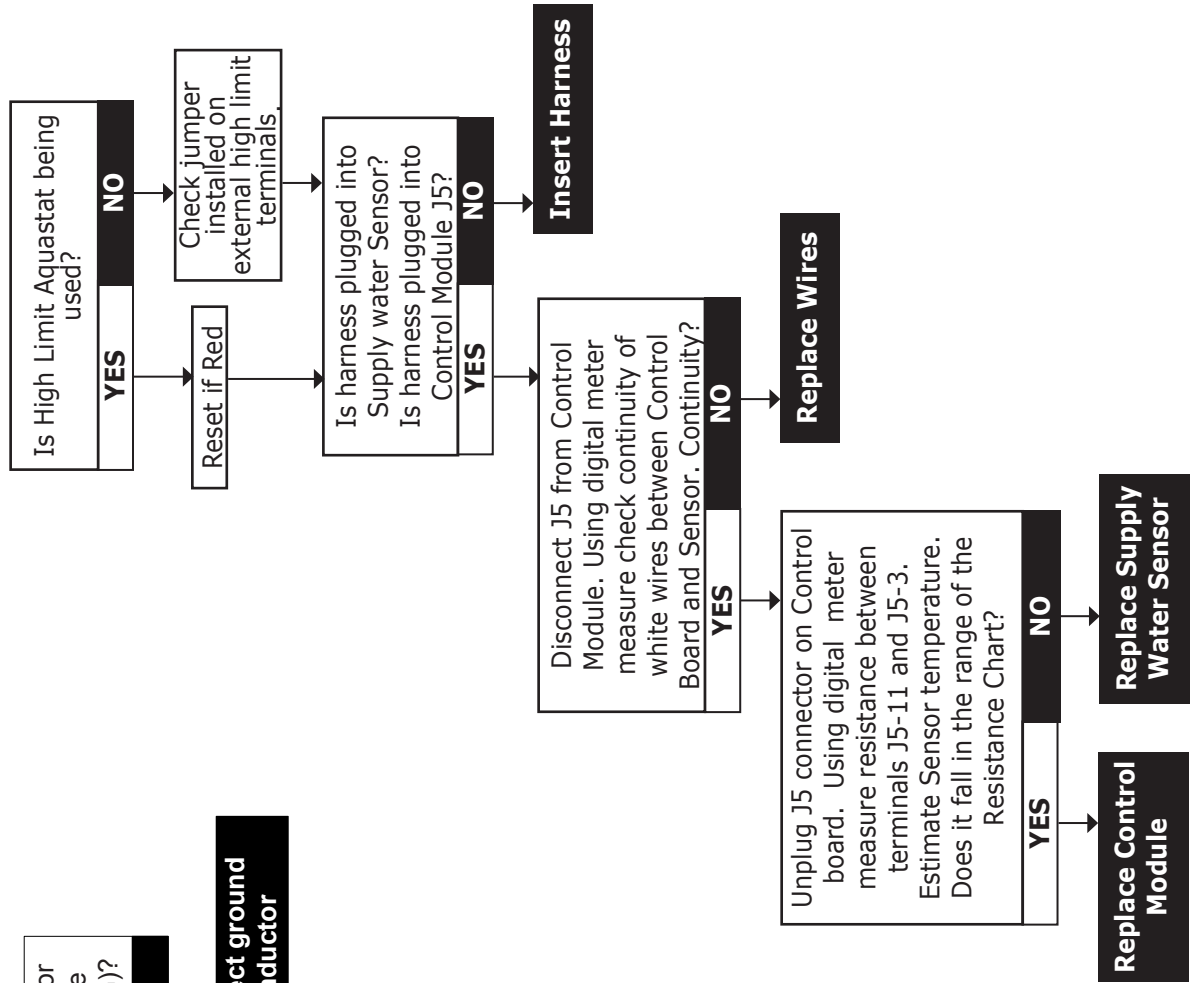 Is High Limit Aquastat being
used?
YES
NO
Reset if Red
Check jumper
installed on
external high limit
terminals.
Is harness plugged into
Supply water Sensor?
Is harness plugged into
Control Module J5?
YES
NO
Insert Harness
Disconnect J5 from Control
Module. Using digital meter
measure check continuity of
white wires between Control
Board and Sensor. Continuity?
YES
NO
Replace Wires
Unplug J5 connector on Control
board. Using digital meter
measure resistance between
terminals J5-11 and J5-3.
Estimate Sensor temperature.
Does it fall in the range of the
Resistance Chart?
YES
NO
Replace Control
Module
Replace Supply
Water Sensor
ground